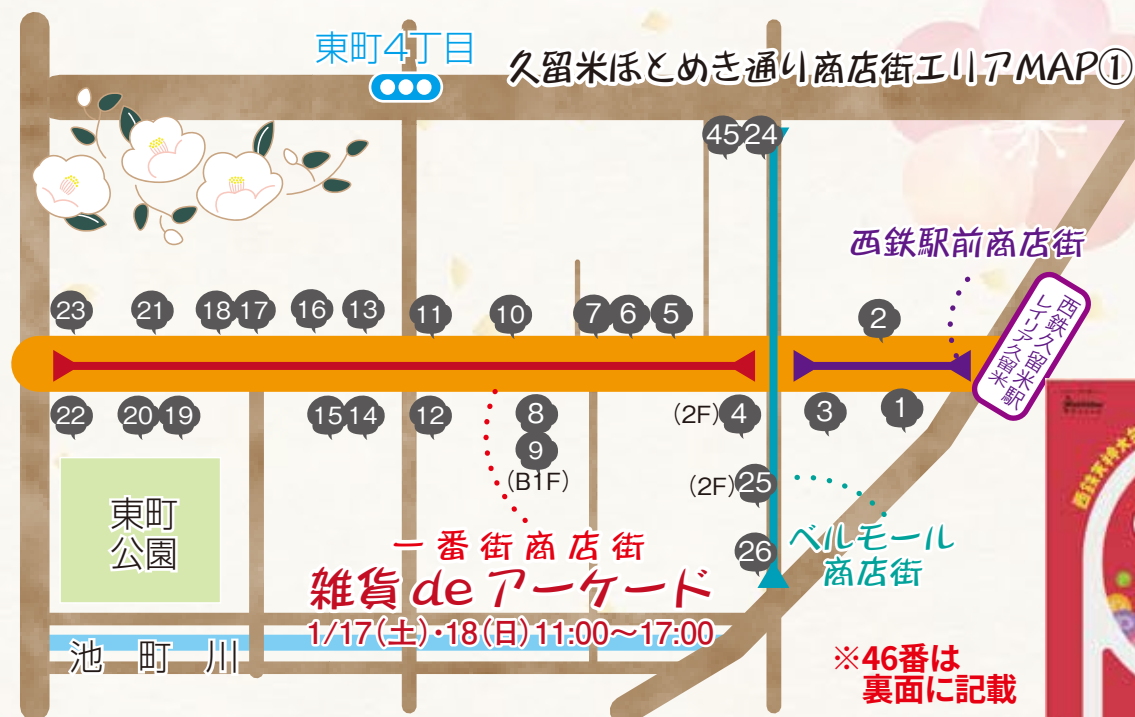 東町4丁目
久留米ほとめき通り商店街エリアMAP①
45 24
西鉄駅前商店街
西鉄久留米駅
レイリア久留米
23 21 18 17 16 13 11 10 7 6 5 2
22 20 19 15 14 12 8 (2F) 4 3 1
9
(B1F)
(2F) 25
26
東町
公園
一番街商店街
雑貨deアーケード
1/17(土)・18(日)11:00〜17:00
ベルモール
商店街
池町川
※46番は
裏面に記載